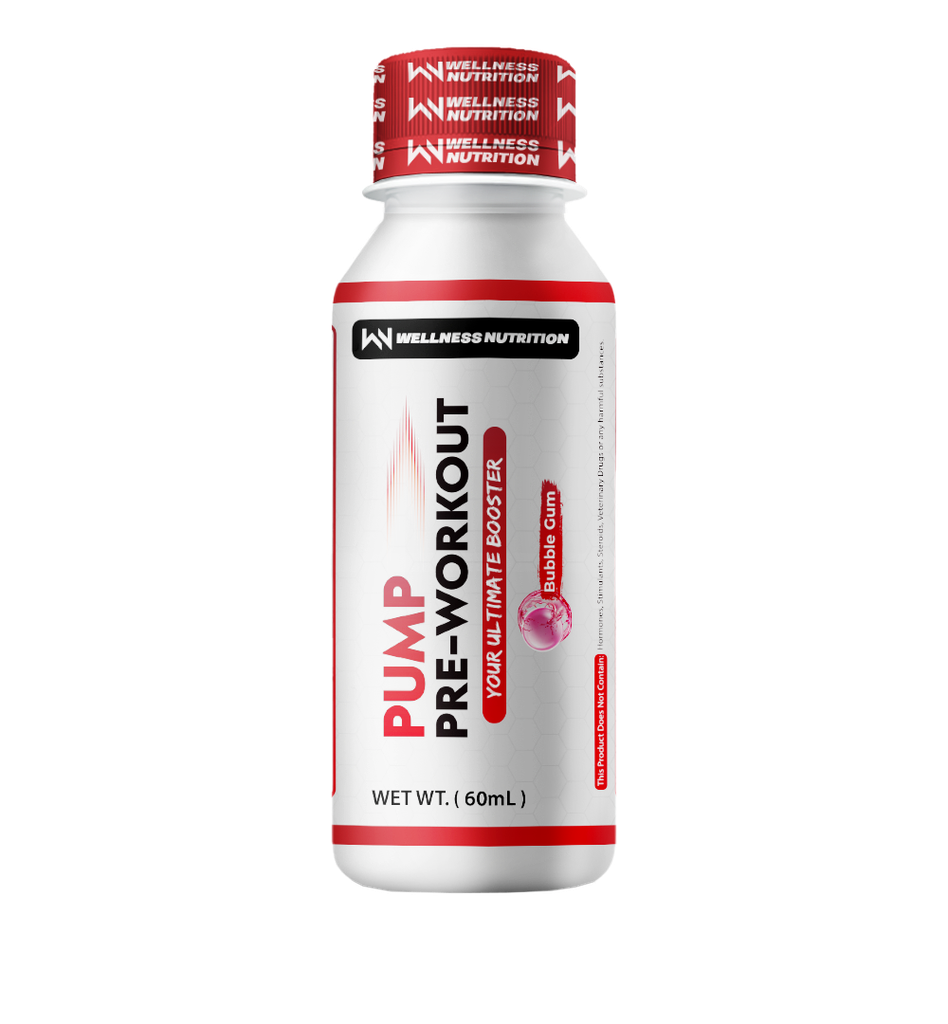 WELLNESS
NUTRITION
WELLNESS
NUTRITION
WELLNESS
NUTRITION
WELLNESS NUTRITION
PUMP
PRE-WORKOUT
YOUR ULTIMATE BOOSTER
Bubble Gum
This Product Does Not Contain: Hormones, Stimulants, Steroids, Veterinary Drugs or any harmful substances.
WET WT. ( 60mL )